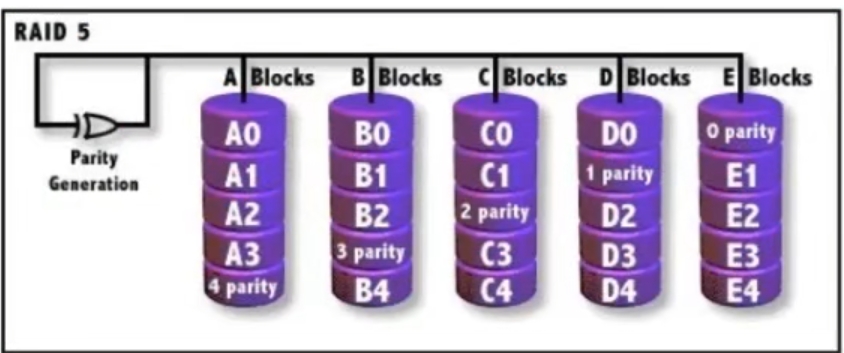 RAID 5
A Blocks B Blocks C Blocks D Blocks E Blocks
Parity
Generation
A0 B0 C0 D0 0 parity
A1 B1 C1 1 parity E1
A2 B2 2 parity D2 E2
A3 3 parity C3 D3 E3
4 parity B4 C4 D4 E4